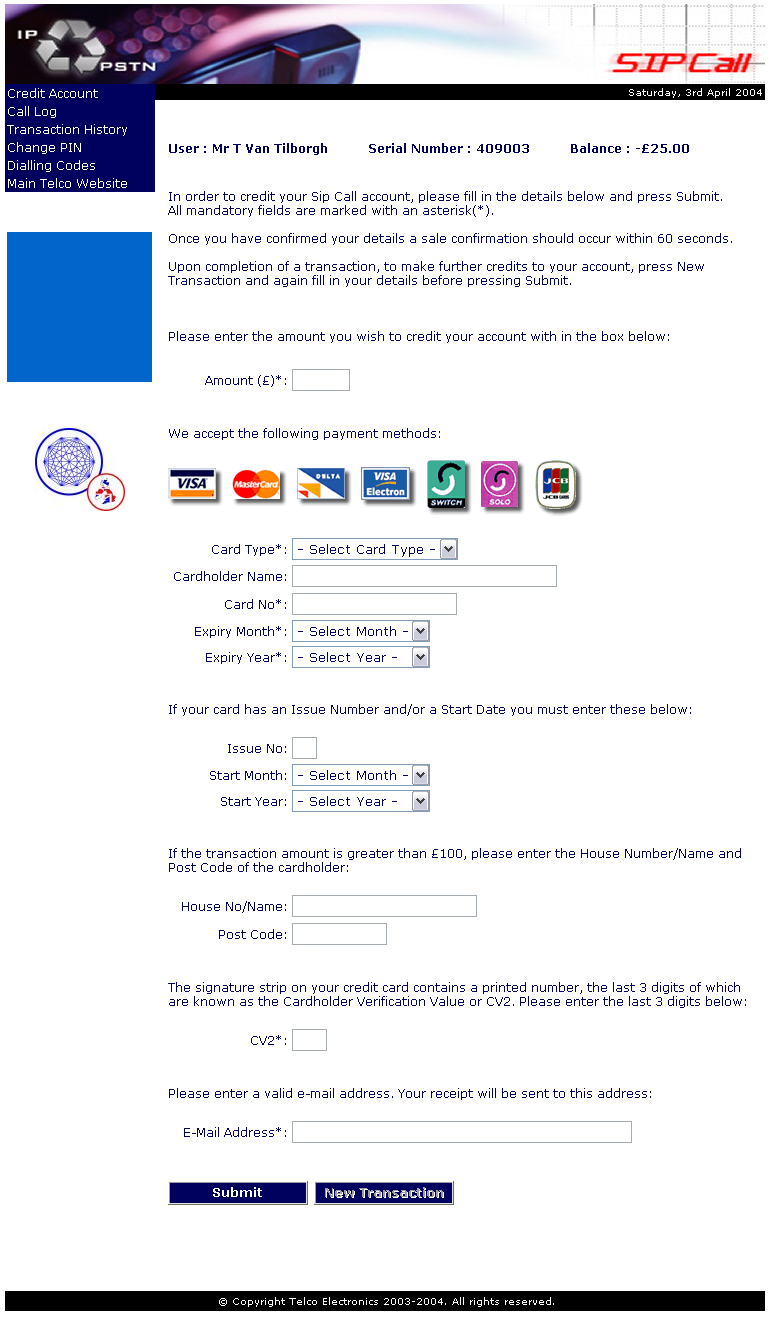 IP
PSTN
SIPCall
Saturday, 3rd April 2004
Credit Account
Call Log
Transaction History
Change PIN
Dialling Codes
Main Telco Website
User : Mr T Van Tilborgh Serial Number : 409003 Balance : -£25.00
In order to credit your Sip Call account, please fill in the details below and press Submit.
All mandatory fields are marked with an asterisk(*).
Once you have confirmed your details a sale confirmation should occur within 60 seconds.
Upon completion of a transaction, to make further credits to your account, press New
Transaction and again fill in your details before pressing Submit.
Please enter the amount you wish to credit your account with in the box below:
Amount (£)*:
We accept the following payment methods:
VISA MasterCard DELTA VISA Electron SWITCH SOLO JCB CARDS
Card Type*: - Select Card Type -
Cardholder Name:
Card No*:
Expiry Month*: - Select Month -
Expiry Year*: - Select Year -
If your card has an Issue Number and/or a Start Date you must enter these below:
Issue No:
Start Month: - Select Month -
Start Year: - Select Year -
If the transaction amount is greater than £100, please enter the House Number/Name and
Post Code of the cardholder:
House No/Name:
Post Code:
The signature strip on your credit card contains a printed number, the last 3 digits of which
are known as the Cardholder Verification Value or CV2. Please enter the last 3 digits below:
CV2*:
Please enter a valid e-mail address. Your receipt will be sent to this address:
E-Mail Address*:
Submit New Transaction
© Copyright Telco Electronics 2003-2004. All rights reserved.